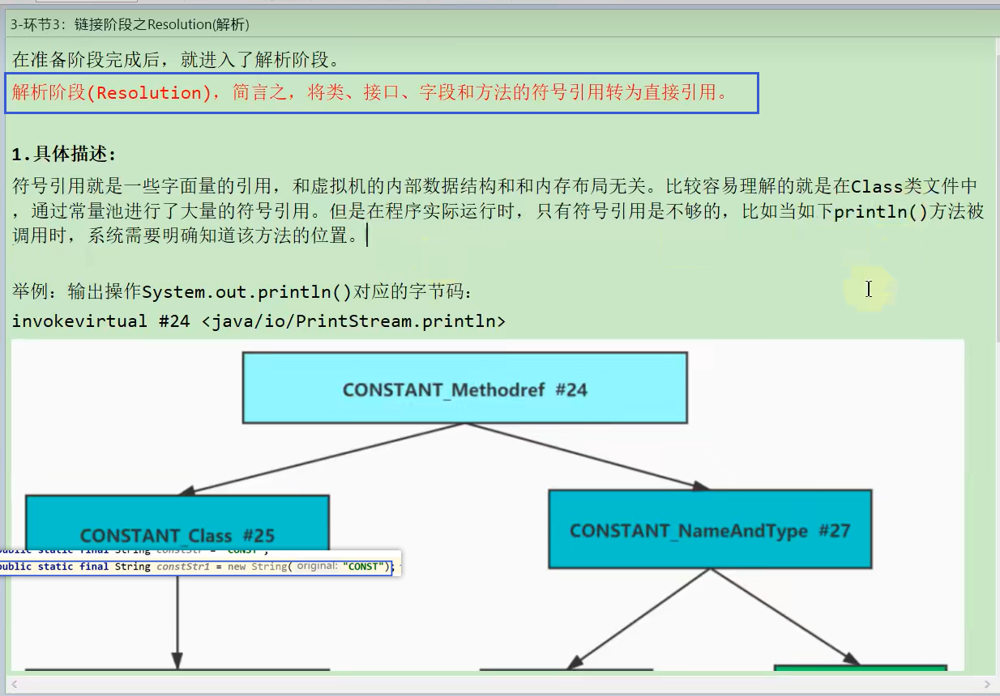 3-环节3：链接阶段之Resolution(解析)
在准备阶段完成后，就进入了解析阶段。
解析阶段(Resolution)，简言之，将类、接口、字段和方法的符号引用转为直接引用。
1.具体描述：
符号引用就是一些字面量的引用，和虚拟机的内部数据结构和和内存布局无关。比较容易理解的就是在Class类文件中
，通过常量池进行了大量的符号引用。但是在程序实际运行时，只有符号引用是不够的，比如当如下println()方法被
调用时，系统需要明确知道该方法的位置。
举例：输出操作System.out.println()对应的字节码：
invokevirtual #24 <java/io/PrintStream.println>
CONSTANT_Methodref #24
CONSTANT_Class #25
CONSTANT_NameAndType #27
public static final String constStr = "CONST";
public static final String constStr1 = new String( original: "CONST");